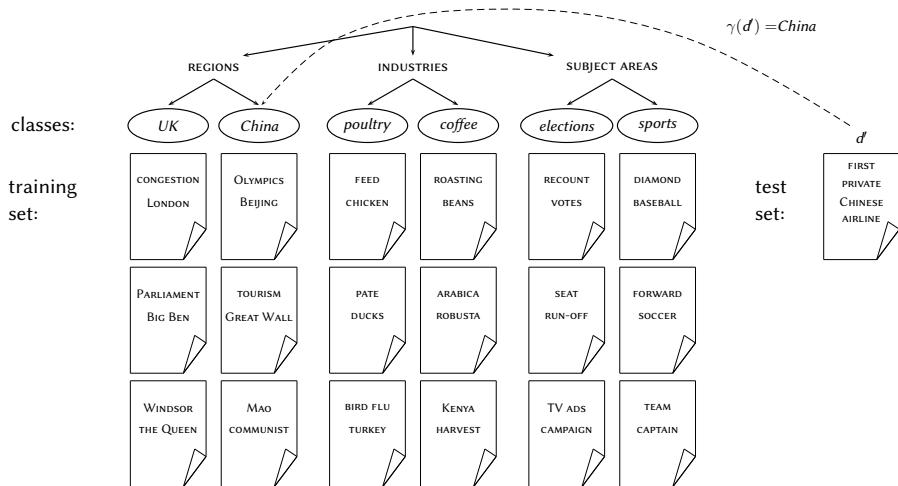 γ(d′) =China
REGIONS INDUSTRIES SUBJECT AREAS
classes: UK China poultry coffee elections sports
d′
training set:
CONGESTION
LONDON
OLYMPICS
BEIJING
FEED
CHICKEN
ROASTING
BEANS
RECOUNT
VOTES
DIAMOND
BASEBALL
test set:
FIRST
PRIVATE
CHINESE
AIRLINE
PARLIAMENT
BIG BEN
TOURISM
GREAT WALL
PATE
DUCKS
ARABICA
ROBUSTA
SEAT
RUN-OFF
FORWARD
SOCCER
WINDSOR
THE QUEEN
MAO
COMMUNIST
BIRD FLU
TURKEY
KENYA
HARVEST
TV ADS
CAMPAIGN
TEAM
CAPTAIN